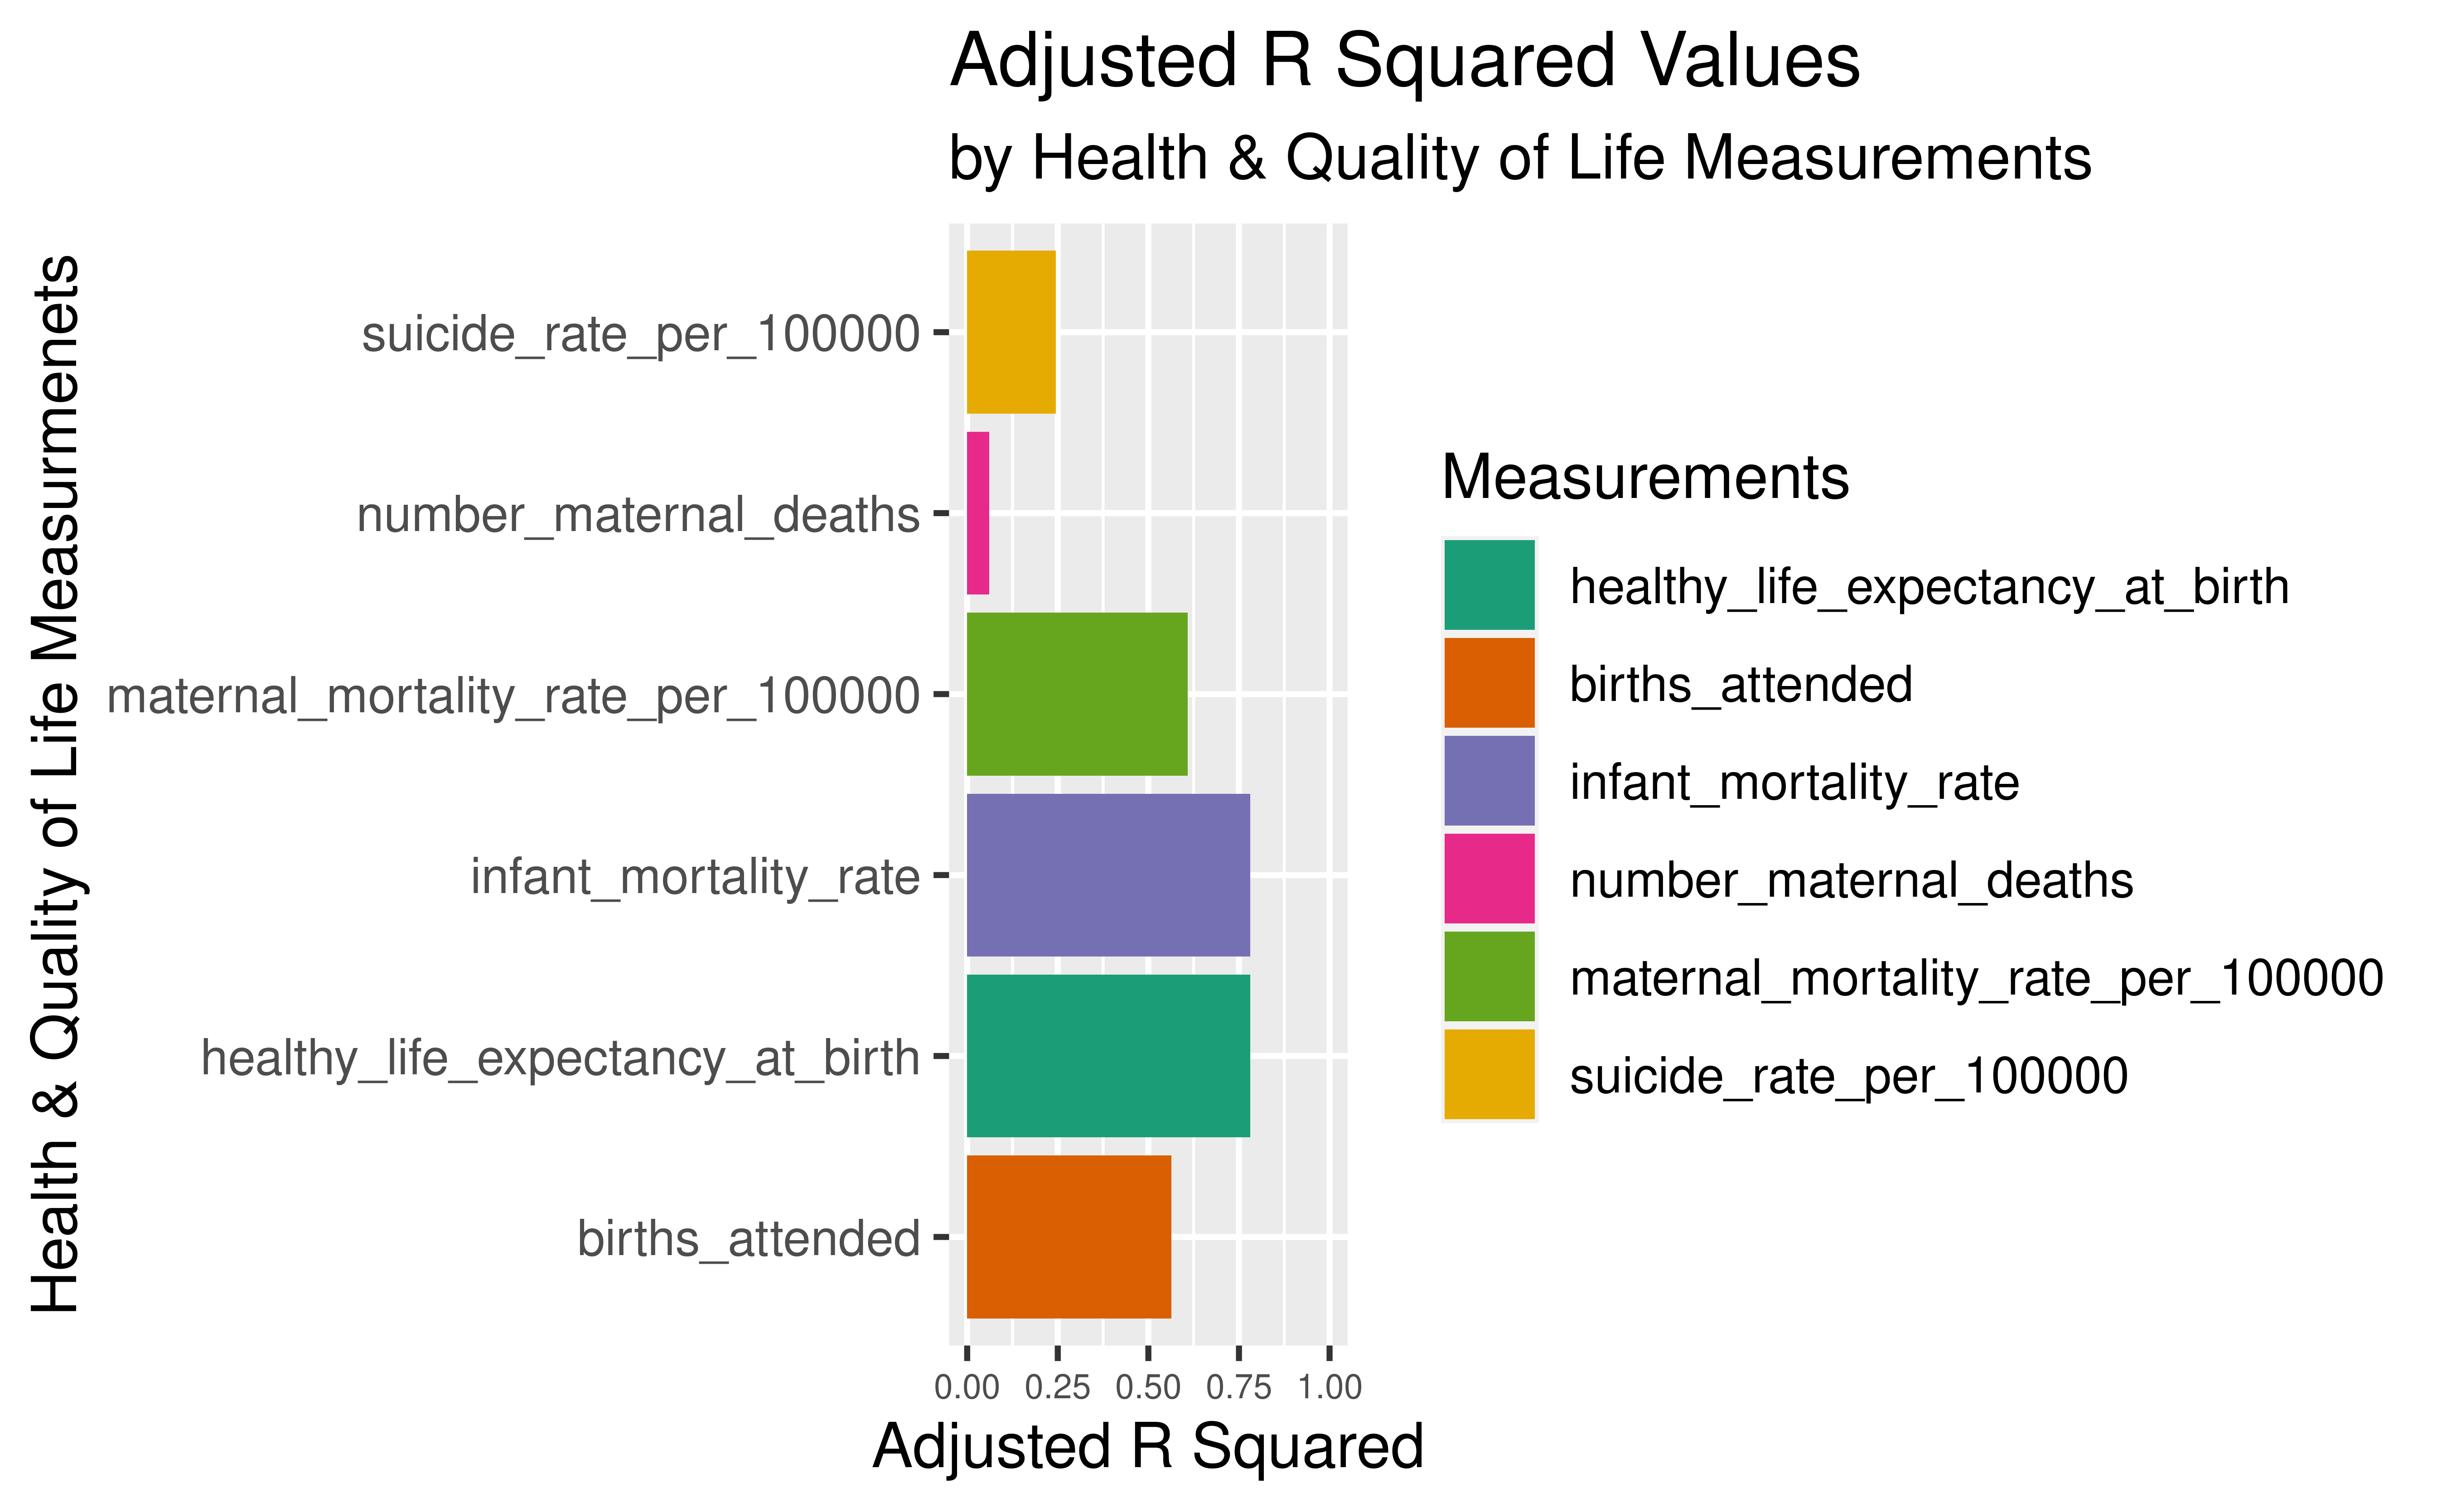 Adjusted R Squared Values
by Health & Quality of Life Measurements
Health & Quality of Life Measurmenets
suicide_rate_per_100000
number_maternal_deaths
maternal_mortality_rate_per_100000
infant_mortality_rate
healthy_life_expectancy_at_birth
births_attended
0.00 0.25 0.50 0.75 1.00
Adjusted R Squared
Measurements
healthy_life_expectancy_at_birth
births_attended
infant_mortality_rate
number_maternal_deaths
maternal_mortality_rate_per_100000
suicide_rate_per_100000